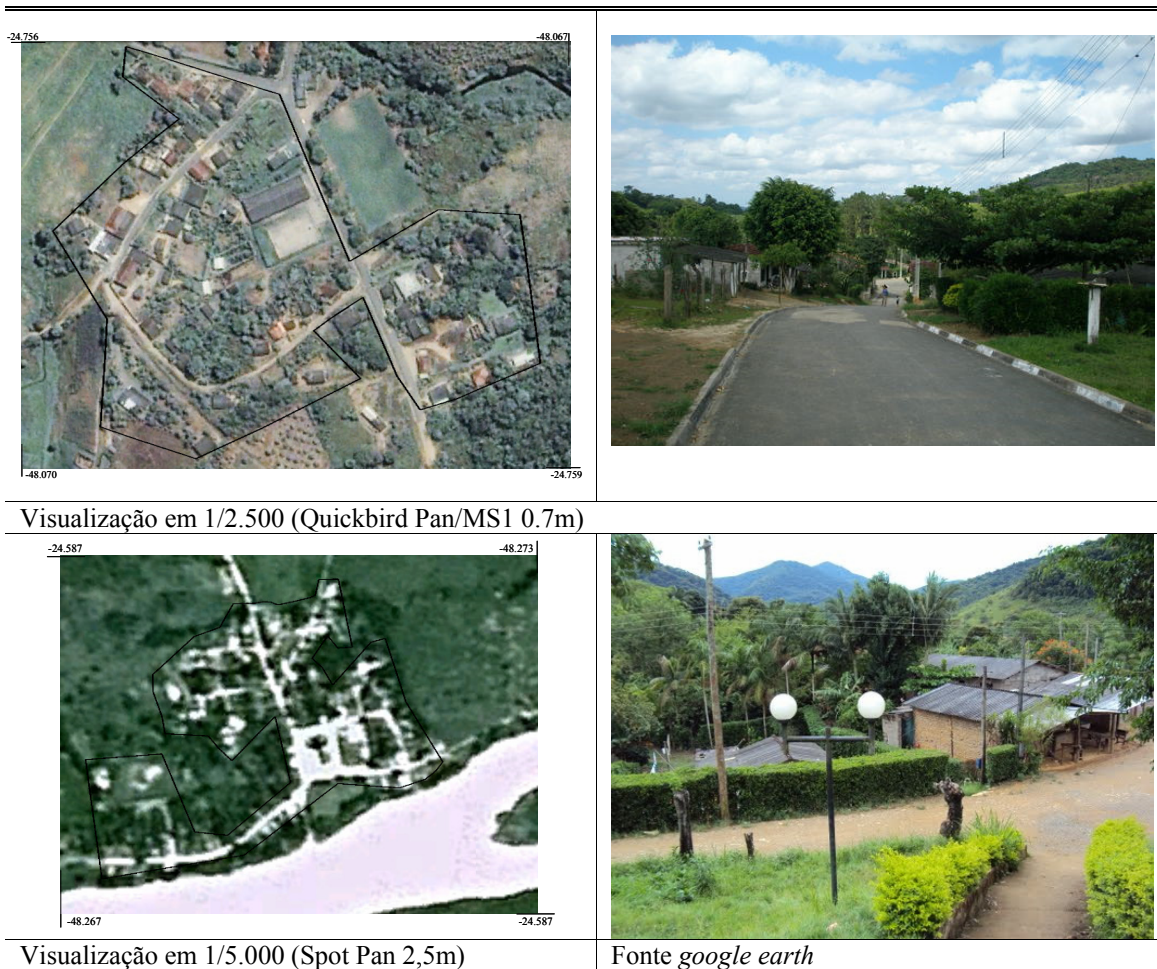 -24.756
-48.067
-48.070
-24.759
Visualização em 1/2.500 (Quickbird Pan/MS1 0.7m)
-24.587
-48.273
-48.267
-24.587
Visualização em 1/5.000 (Spot Pan 2,5m)
Fonte google earth